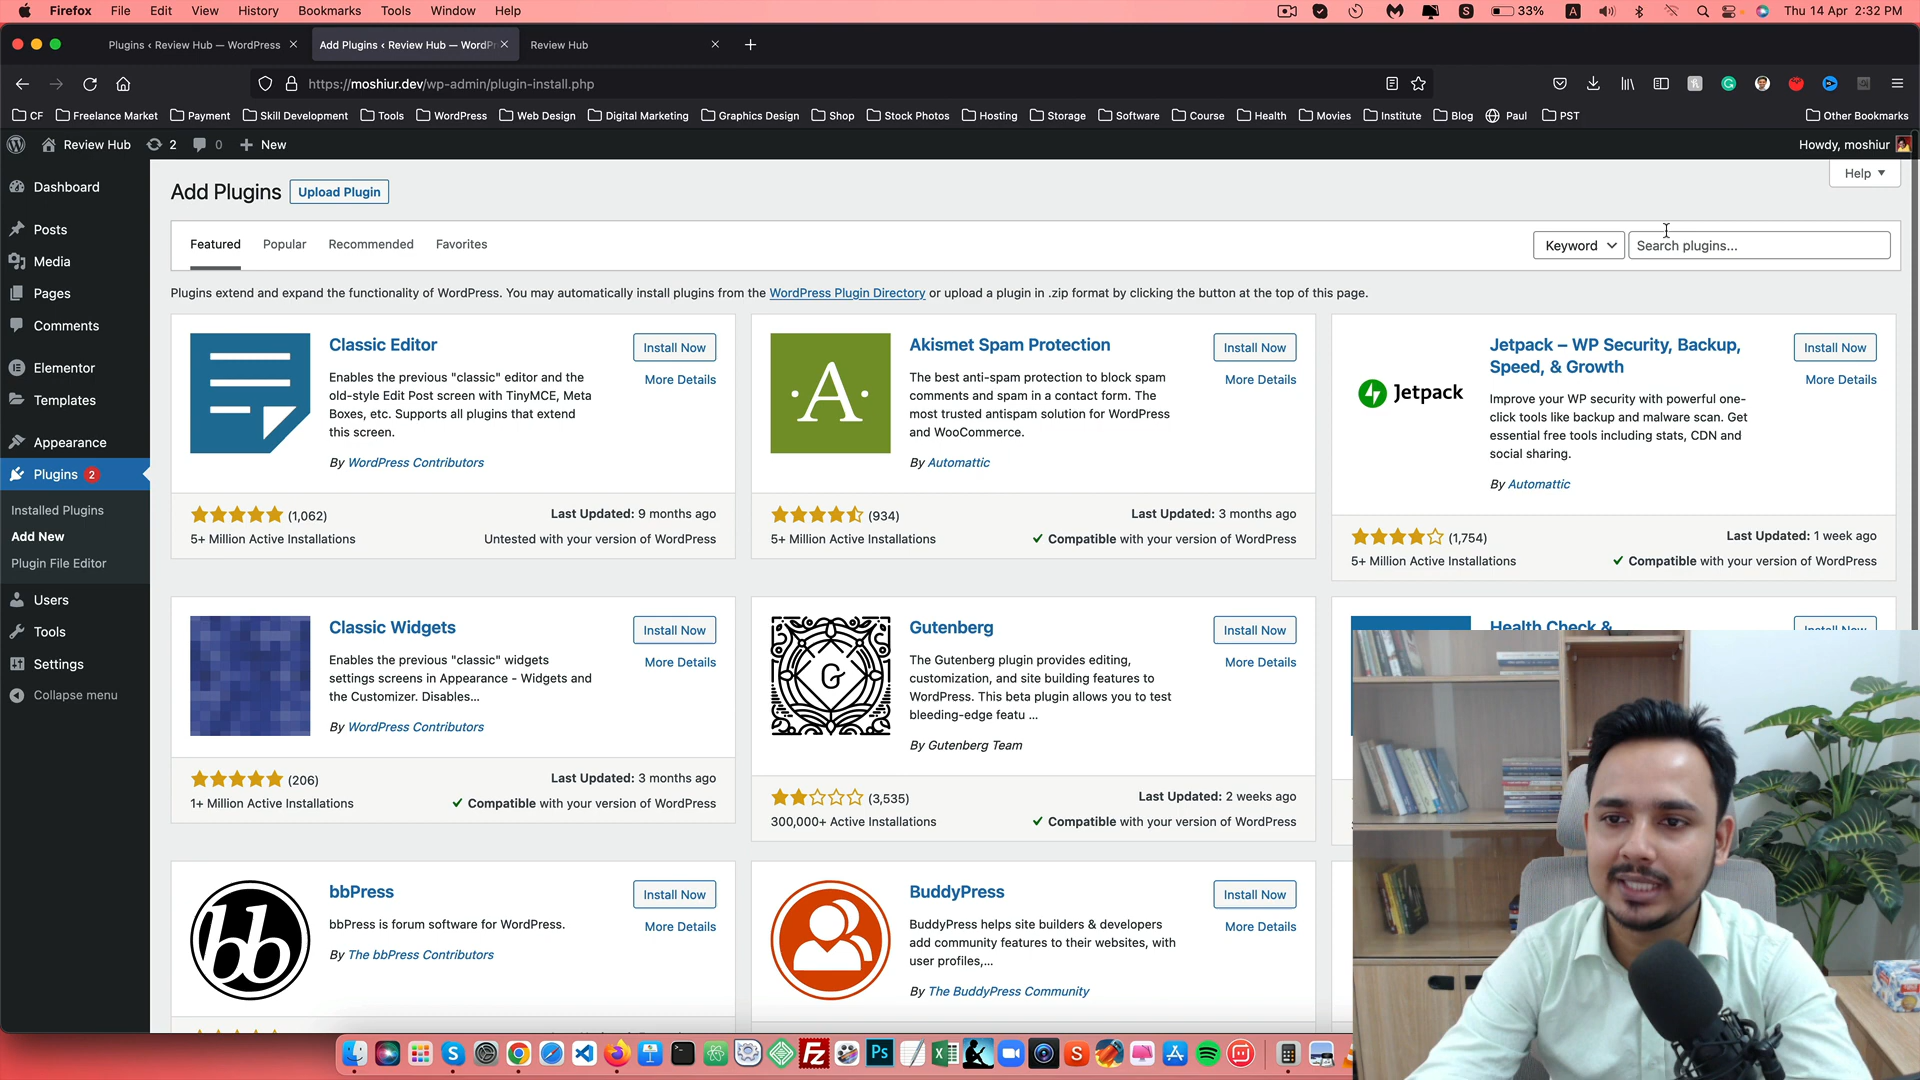 Firefox File Edit View History Bookmarks Tools Window Help 33% A Thu 14 Apr 2:32 PM
Plugins ‹ Review Hub — WordPress
Add Plugins ‹ Review Hub — WordP
Review Hub
https://moshiur.dev/wp-admin/plugin-install.php
CF Freelance Market Payment Skill Development Tools WordPress Web Design Digital Marketing Graphics Design Shop Stock Photos Hosting Storage Software Course Health Movies Institute Blog Paul PST Other Bookmarks
Review Hub 2 0 New Howdy, moshiur
Dashboard
Posts
Media
Pages
Comments
Elementor
Templates
Appearance
Plugins 2
Installed Plugins
Add New
Plugin File Editor
Users
Tools
Settings
Collapse menu
Help
Add Plugins Upload Plugin
Featured Popular Recommended Favorites Keyword Search plugins...
Plugins extend and expand the functionality of WordPress. You may automatically install plugins from the WordPress Plugin Directory or upload a plugin in .zip format by clicking the button at the top of this page.
Classic Editor
Install Now
More Details
Enables the previous "classic" editor and the
old-style Edit Post screen with TinyMCE, Meta
Boxes, etc. Supports all plugins that extend
this screen.
By WordPress Contributors
(1,062)
Last Updated: 9 months ago
5+ Million Active Installations
Untested with your version of WordPress
A
Akismet Spam Protection
Install Now
More Details
The best anti-spam protection to block spam
comments and spam in a contact form. The
most trusted antispam solution for WordPress
and WooCommerce.
By Automattic
(934)
Last Updated: 3 months ago
5+ Million Active Installations
Compatible with your version of WordPress
Jetpack
Jetpack – WP Security, Backup,
Speed, & Growth
Install Now
More Details
Improve your WP security with powerful one-
click tools like backup and malware scan. Get
essential free tools including stats, CDN and
social sharing.
By Automattic
(1,754)
Last Updated: 1 week ago
5+ Million Active Installations
Compatible with your version of WordPress
Classic Widgets
Install Now
More Details
Enables the previous "classic" widgets
settings screens in Appearance - Widgets and
the Customizer. Disables...
By WordPress Contributors
(206)
Last Updated: 3 months ago
1+ Million Active Installations
Compatible with your version of WordPress
G
Gutenberg
Install Now
More Details
The Gutenberg plugin provides editing,
customization, and site building features to
WordPress. This beta plugin allows you to test
bleeding-edge featu ...
By Gutenberg Team
(3,535)
Last Updated: 2 weeks ago
300,000+ Active Installations
Compatible with your version of WordPress
Health Check &
Install Now
bb
bbPress
Install Now
More Details
bbPress is forum software for WordPress.
By The bbPress Contributors
BuddyPress
Install Now
More Details
BuddyPress helps site builders & developers
add community features to their websites, with
user profiles,...
By The BuddyPress Community
Fz
Ps